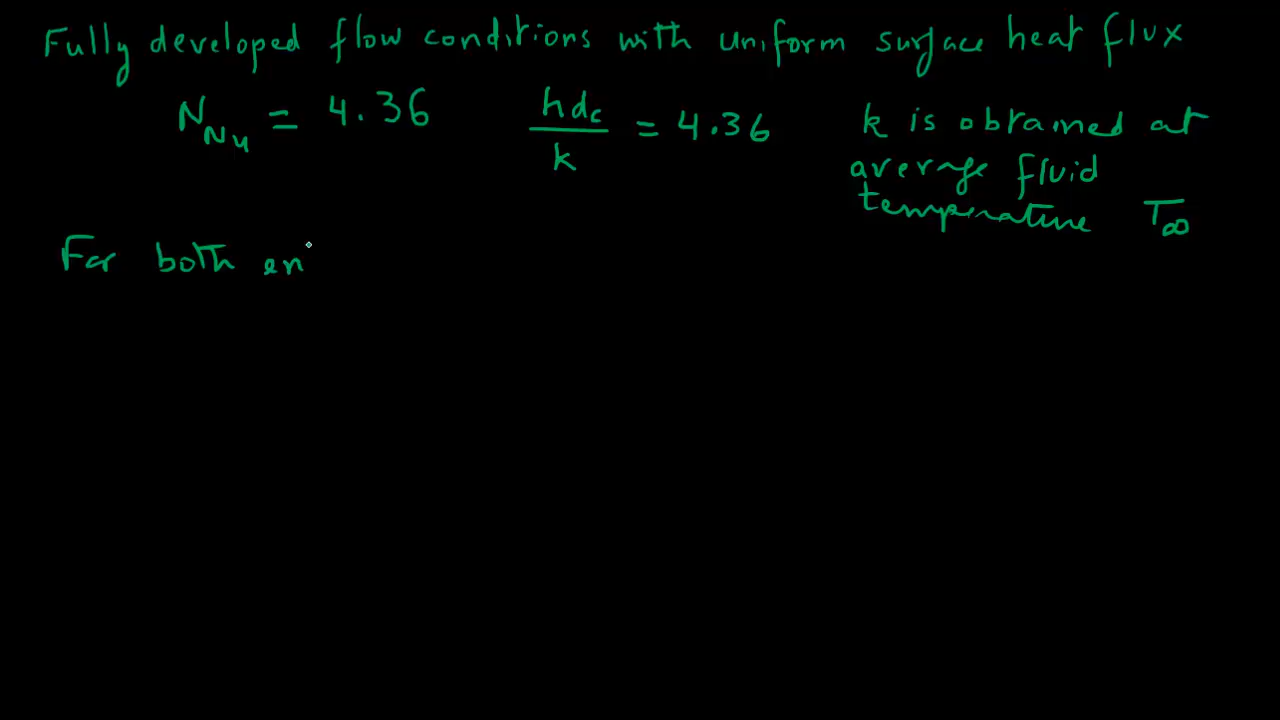 Fully developed flow conditions with uniform surface heat flux
N_Nu = 4.36
hdc / k = 4.36
k is obtained at
average fluid
temperature T∞
For both en